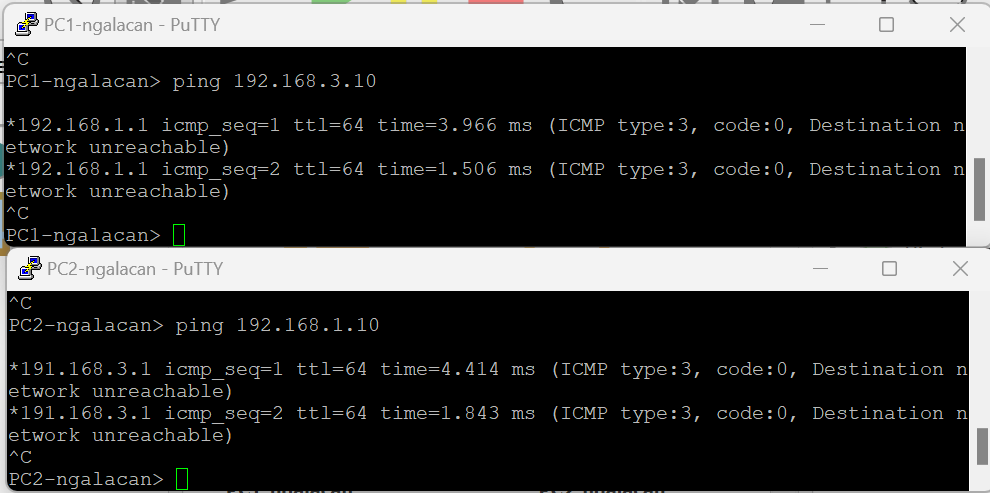 PC1-ngalacan - PuTTY
^C
PC1-ngalacan> ping 192.168.3.10
*192.168.1.1 icmp_seq=1 ttl=64 time=3.966 ms (ICMP type:3, code:0, Destination n
etwork unreachable)
*192.168.1.1 icmp_seq=2 ttl=64 time=1.506 ms (ICMP type:3, code:0, Destination n
etwork unreachable)
^C
PC1-ngalacan>
PC2-ngalacan - PuTTY
^C
PC2-ngalacan> ping 192.168.1.10
*191.168.3.1 icmp_seq=1 ttl=64 time=4.414 ms (ICMP type:3, code:0, Destination n
etwork unreachable)
*191.168.3.1 icmp_seq=2 ttl=64 time=1.843 ms (ICMP type:3, code:0, Destination n
etwork unreachable)
^C
PC2-ngalacan>